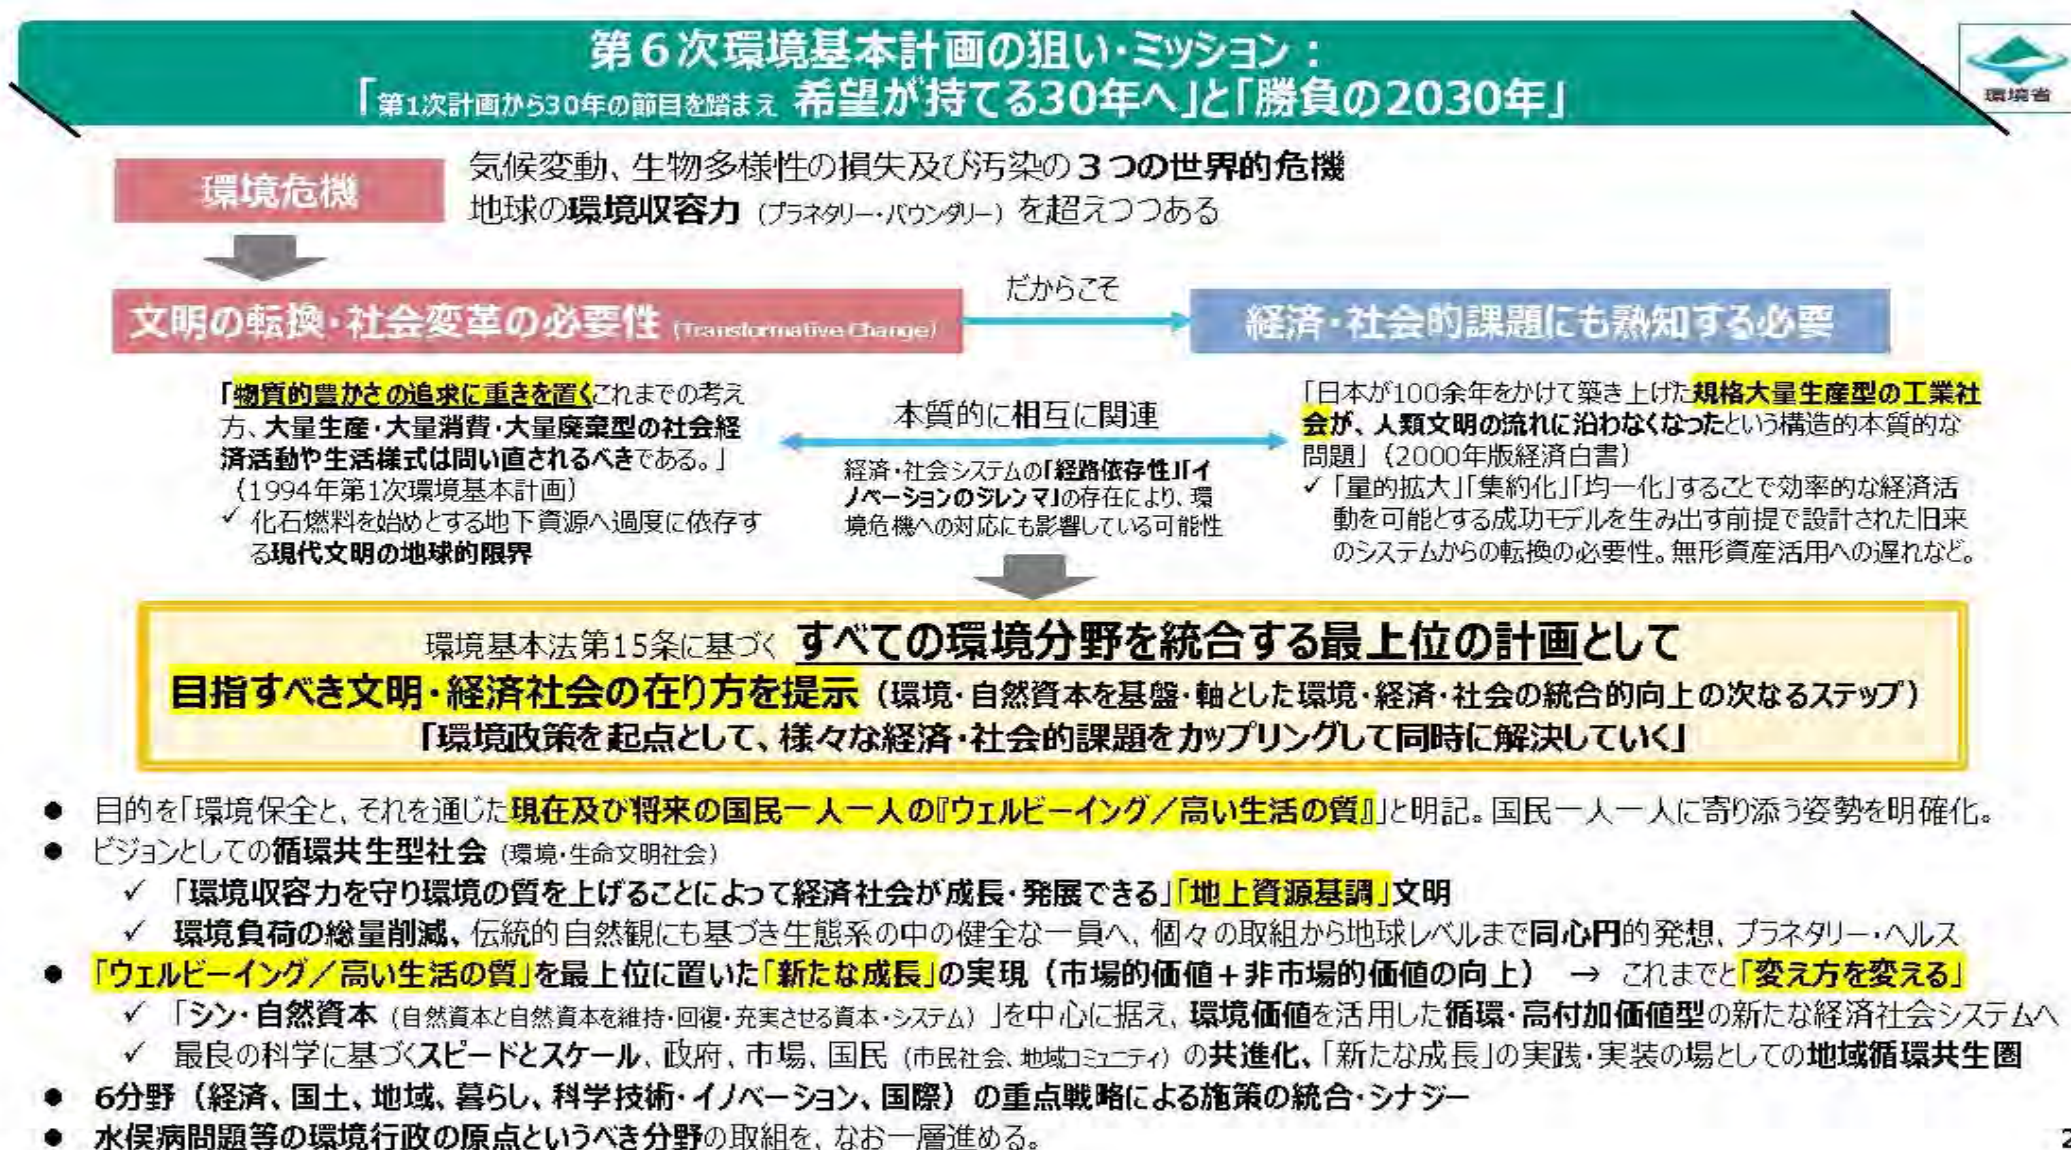 第6次環境基本計画の狙い・ミッション：
「第1次計画から30年の節目を踏まえ 希望が持てる30年へ」と「勝負の2030年」
環境省
環境危機
気候変動、生物多様性の損失及び汚染の３つの世界的危機
地球の環境収容力（プラネタリー・バウンダリー）を超えつつある
文明の転換・社会変革の必要性（Transformative Change）
だからこそ
経済・社会的課題にも熟知する必要
「物質的豊かさの追求に重きを置くこれまでの考え
方、大量生産・大量消費・大量廃棄型の社会経
済活動や生活様式は問い直されるべきである。」
（1994年第1次環境基本計画）
✓ 化石燃料を始めとする地下資源へ過度に依存す
る現代文明の地球的限界
本質的に相互に関連
経済・社会システムの「経路依存性」「イ
ノベーションのジレンマ」の存在により、環
境危機への対応にも影響している可能性
「日本が100余年をかけて築き上げた規格大量生産型の工業社
会が、人類文明の流れに沿わなくなったという構造的本質的な
問題」（2000年版経済白書）
✓ 「量的拡大」「集約化」「均一化」することで効率的な経済活
動を可能とする成功モデルを生み出す前提で設計された旧来
のシステムからの転換の必要性。無形資産活用への遅れなど。
環境基本法第15条に基づく すべての環境分野を統合する最上位の計画として
目指すべき文明・経済社会の在り方を提示（環境・自然資本を基盤・軸とした環境・経済・社会の統合的向上の次なるステップ）
「環境政策を起点として、様々な経済・社会的課題をカップリングして同時に解決していく」
● 目的を「環境保全と、それを通じた現在及び将来の国民一人一人の『ウェルビーイング／高い生活の質』」と明記。国民一人一人に寄り添う姿勢を明確化。
● ビジョンとしての循環共生型社会（環境・生命文明社会）
✓ 「環境収容力を守り環境の質を上げることによって経済社会が成長・発展できる」「地上資源基調」文明
✓ 環境負荷の総量削減、伝統的自然観にも基づき生態系の中の健全な一員へ、個々の取組から地球レベルまで同心円的発想、プラネタリー・ヘルス
● 「ウェルビーイング／高い生活の質」を最上位に置いた「新たな成長」の実現（市場的価値＋非市場的価値の向上） → これまでと「変え方を変える」
✓ 「シン・自然資本（自然資本と自然資本を維持・回復・充実させる資本・システム）」を中心に据え、環境価値を活用した循環・高付加価値型の新たな経済社会システムへ
✓ 最良の科学に基づくスピードとスケール、政府、市場、国民（市民社会、地域コミュニティ）の共進化、「新たな成長」の実践・実装の場としての地域循環共生圏
● 6分野（経済、国土、地域、暮らし、科学技術・イノベーション、国際）の重点戦略による施策の統合・シナジー
● 水俣病問題等の環境行政の原点というべき分野の取組を、なお一層進める。
2